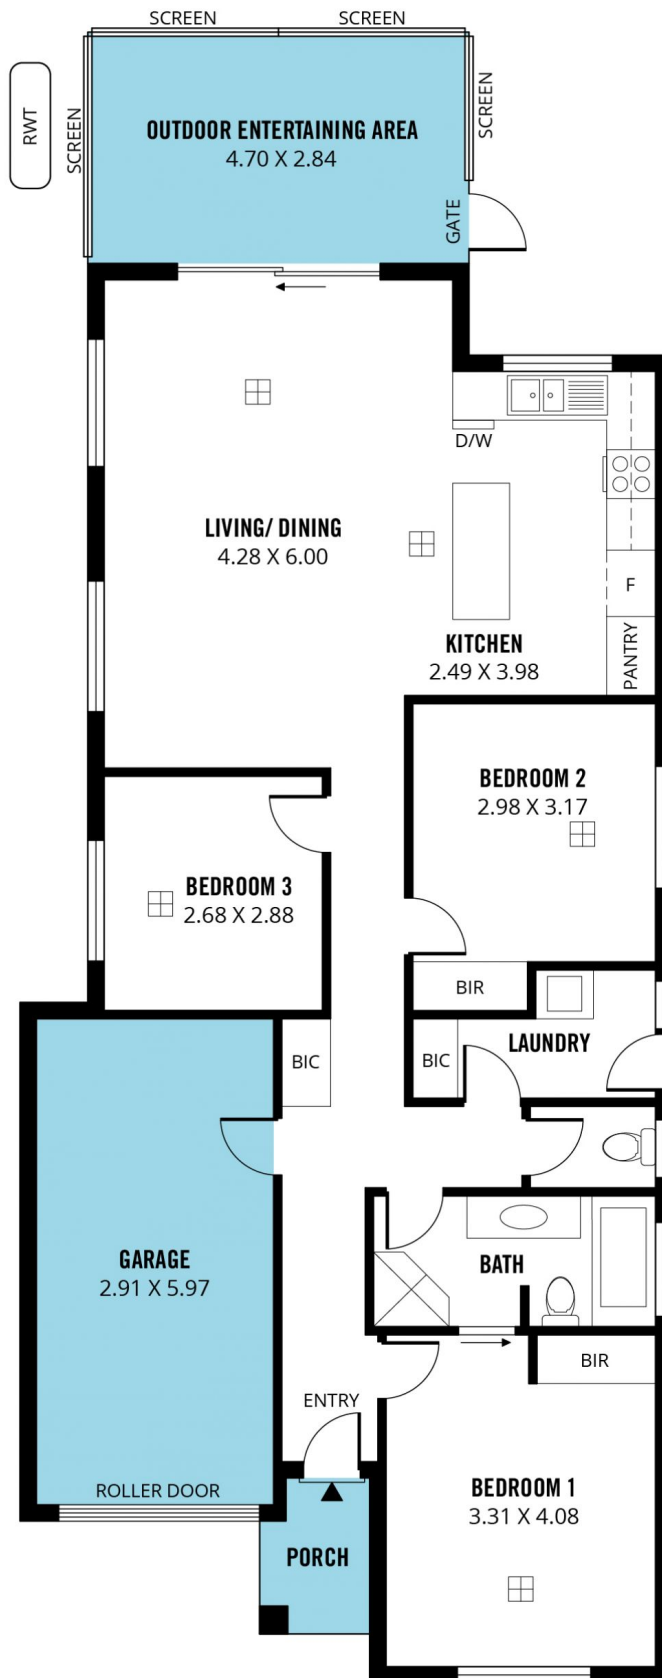 SCREEN
SCREEN
RWT
SCREEN
SCREEN
OUTDOOR ENTERTAINING AREA
4.70 X 2.84
GATE
D/W
LIVING/ DINING
4.28 X 6.00
F
KITCHEN
2.49 X 3.98
PANTRY
BEDROOM 2
2.98 X 3.17
BEDROOM 3
2.68 X 2.88
BIR
LAUNDRY
BIC
BIC
GARAGE
2.91 X 5.97
BATH
BIR
ENTRY
ROLLER DOOR
BEDROOM 1
3.31 X 4.08
PORCH